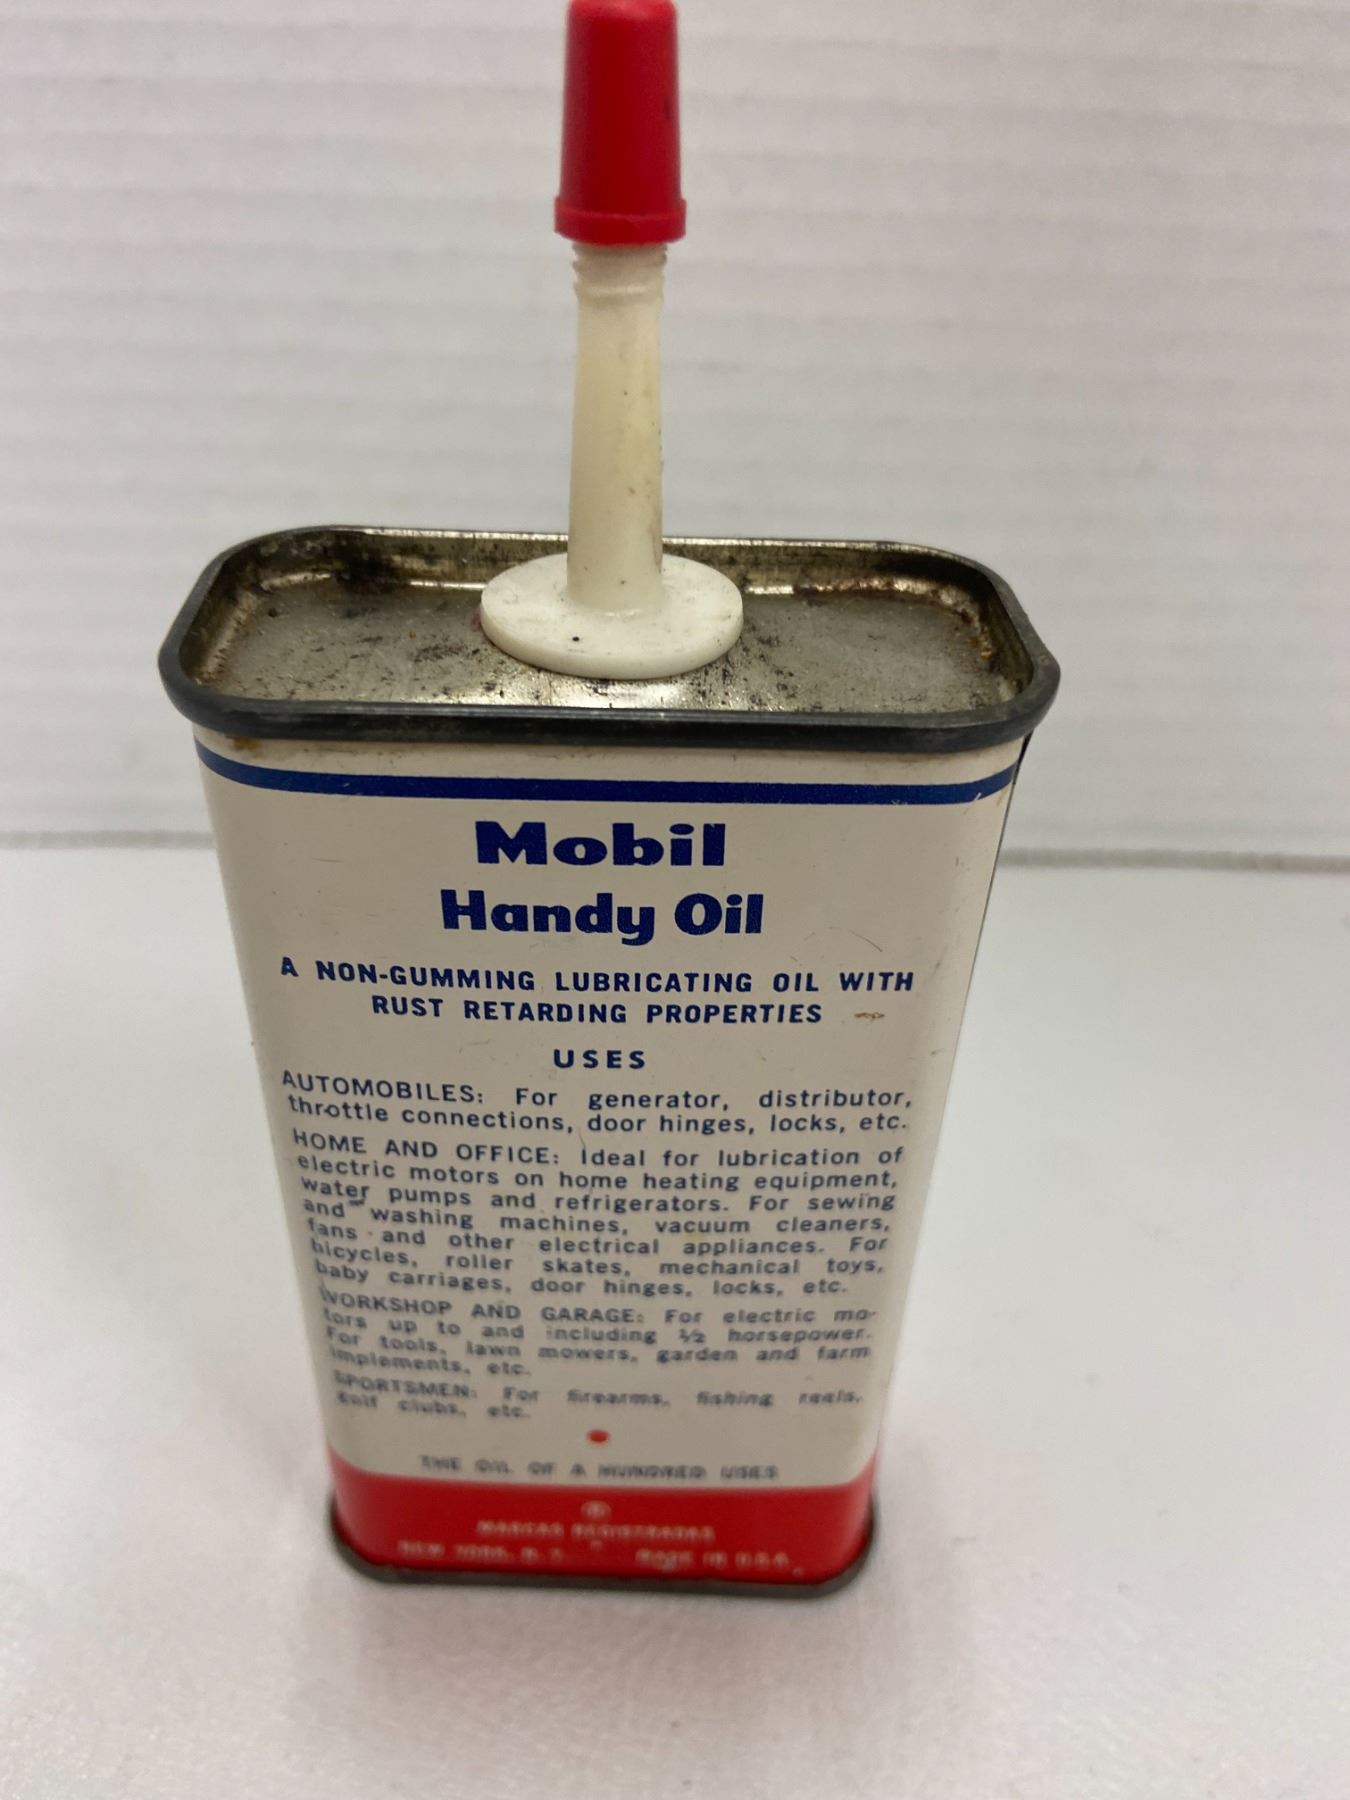 Mobil
Handy Oil
A NON-GUMMING LUBRICATING OIL WITH
RUST RETARDING PROPERTIES
USES
AUTOMOBILES: For generator, distributor,
throttle connections, door hinges, locks, etc.
HOME AND OFFICE: Ideal for lubrication of
electric motors on home heating equipment,
water pumps and refrigerators. For sewing
and washing machines, vacuum cleaners,
fans and other electrical appliances. For
bicycles, roller skates, mechanical toys,
baby carriages, door hinges, locks, etc.
WORKSHOP AND GARAGE: For electric mo-
tors up to and including 1/2 horsepower.
For tools, lawn mowers, garden and farm
implements, etc.
SPORTSMEN: For firearms, fishing reels,
golf clubs, etc.
THE OIL OF A HUNDRED USES
®
MARCAS REGISTRADAS
NEW YORK, N. Y. MADE IN U.S.A.